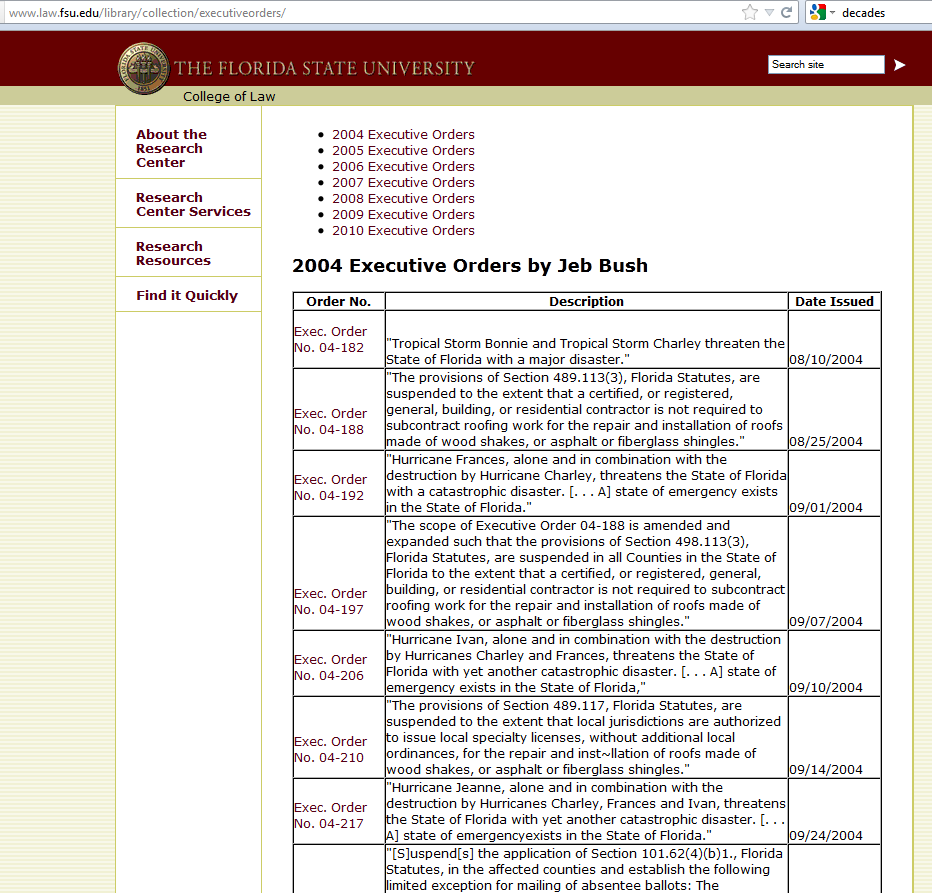 www.law.fsu.edu/library/collection/executiveorders/
decades
THE FLORIDA STATE UNIVERSITY
Search site
College of Law
About the
Research
Center
Research
Center Services
Research
Resources
Find it Quickly
• 2004 Executive Orders
• 2005 Executive Orders
• 2006 Executive Orders
• 2007 Executive Orders
• 2008 Executive Orders
• 2009 Executive Orders
• 2010 Executive Orders
2004 Executive Orders by Jeb Bush
Order No. Description Date Issued
Exec. Order
No. 04-182
"Tropical Storm Bonnie and Tropical Storm Charley threaten the
State of Florida with a major disaster."
08/10/2004
Exec. Order
No. 04-188
"The provisions of Section 489.113(3), Florida Statutes, are
suspended to the extent that a certified, or registered,
general, building, or residential contractor is not required to
subcontract roofing work for the repair and installation of roofs
made of wood shakes, or asphalt or fiberglass shingles."
08/25/2004
Exec. Order
No. 04-192
"Hurricane Frances, alone and in combination with the
destruction by Hurricane Charley, threatens the State of Florida
with a catastrophic disaster. [. . . A] state of emergency exists
in the State of Florida."
09/01/2004
Exec. Order
No. 04-197
"The scope of Executive Order 04-188 is amended and
expanded such that the provisions of Section 498.113(3),
Florida Statutes, are suspended in all Counties in the State of
Florida to the extent that a certified, or registered, general,
building, or residential contractor is not required to subcontract
roofing work for the repair and installation of roofs made of
wood shakes, or asphalt or fiberglass shingles."
09/07/2004
Exec. Order
No. 04-206
"Hurricane Ivan, alone and in combination with the destruction
by Hurricanes Charley and Frances, threatens the State of
Florida with yet another catastrophic disaster. [. . . A] state of
emergency exists in the State of Florida,"
09/10/2004
Exec. Order
No. 04-210
"The provisions of Section 489.117, Florida Statutes, are
suspended to the extent that local jurisdictions are authorized
to issue local specialty licenses, without additional local
ordinances, for the repair and inst~llation of roofs made of
wood shakes, or asphalt or fiberglass shingles."
09/14/2004
Exec. Order
No. 04-217
"Hurricane Jeanne, alone and in combination with the
destruction by Hurricanes Charley, Frances and Ivan, threatens
the State of Florida with yet another catastrophic disaster. [. . .
A] state of emergencyexists in the State of Florida."
09/24/2004
"[S]uspend[s] the application of Section 101.62(4)(b)1., Florida
Statutes, in the affected counties and establish the following
limited exception for mailing of absentee ballots: The